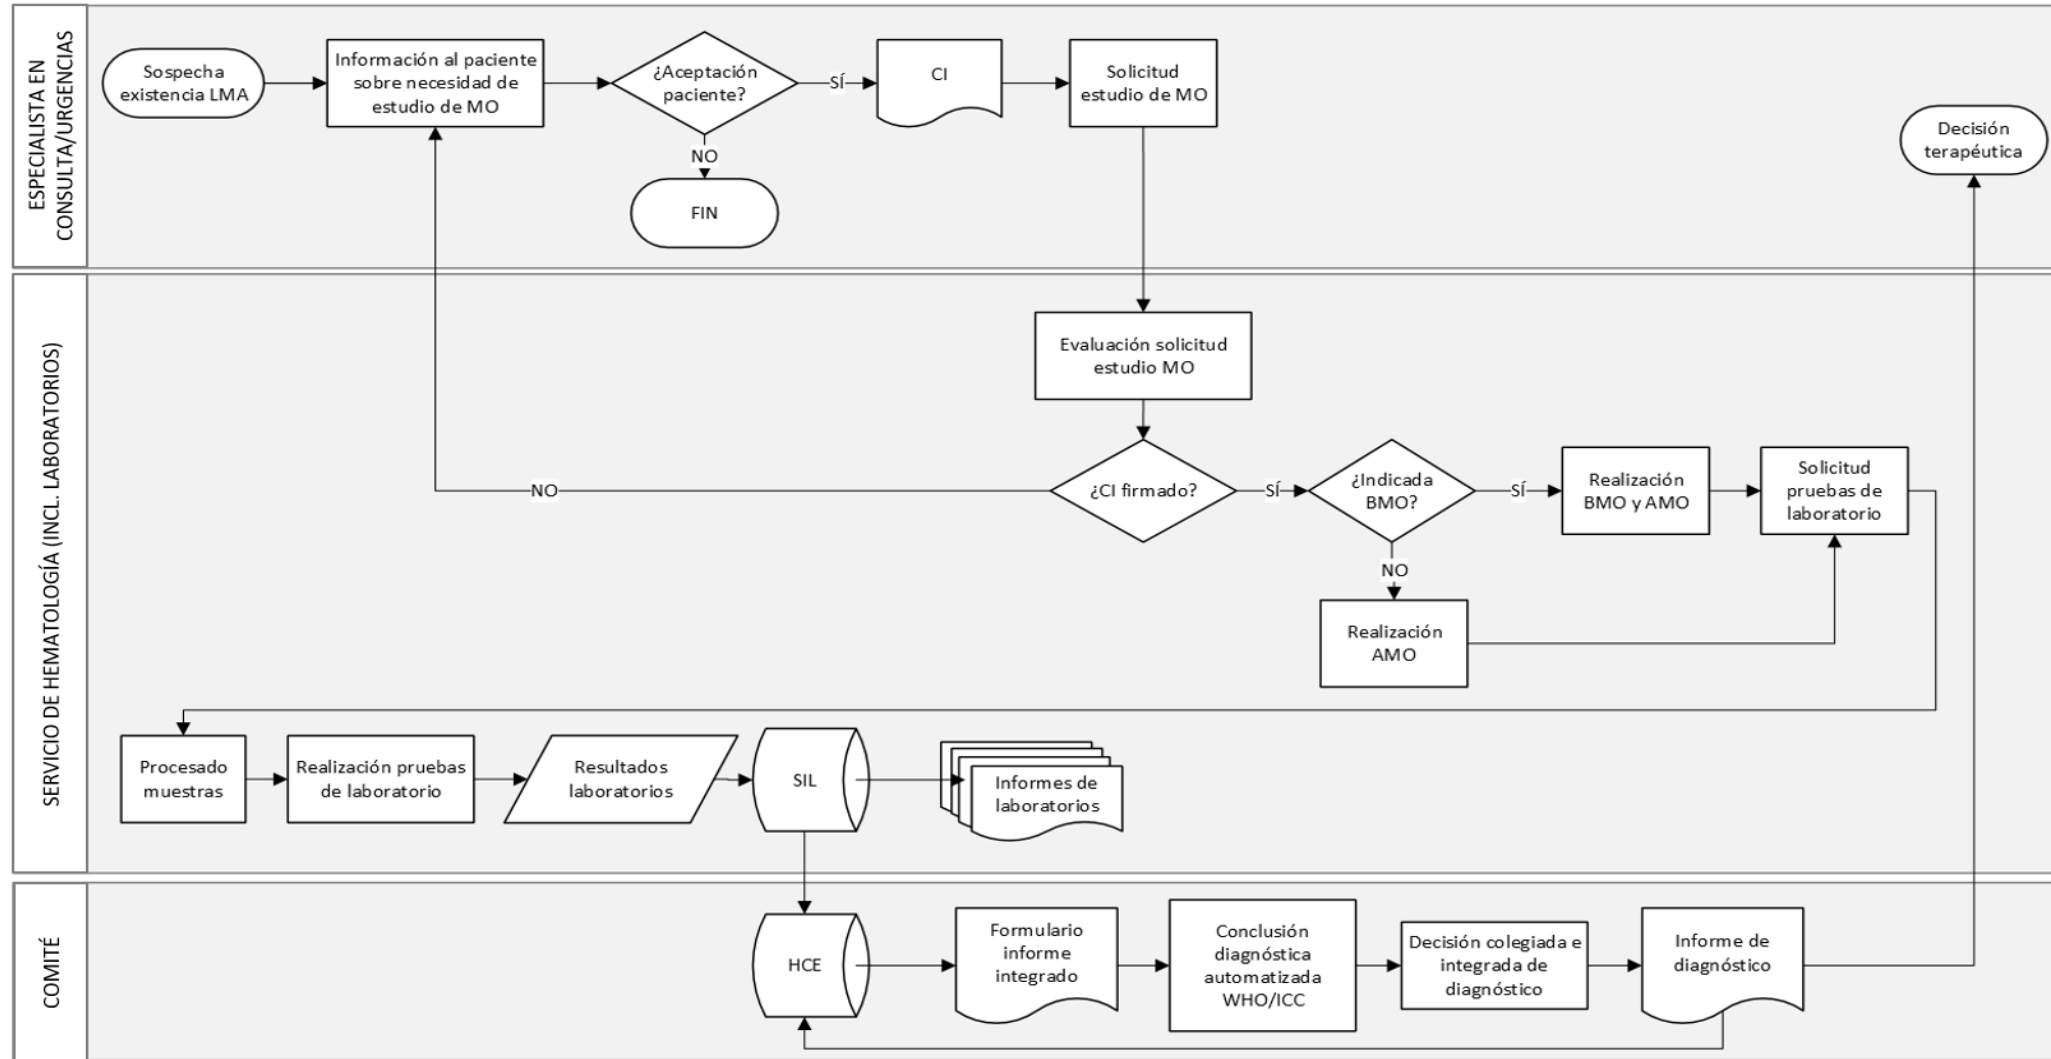 ESPECIALISTA EN
CONSULTA/URGENCIAS
Sospecha
existencia LMA
Información al paciente
sobre necesidad de
estudio de MO
¿Aceptación
paciente?
SÍ
NO
FIN
CI
Solicitud
estudio de MO
Decisión
terapéutica
SERVICIO DE HEMATOLOGÍA (INCL. LABORATORIOS)
Evaluación solicitud
estudio MO
¿CI firmado?
NO
SÍ
¿Indicada
BMO?
SÍ
NO
Realización
BMO y AMO
Solicitud
pruebas de
laboratorio
Realización
AMO
Procesado
muestras
Realización pruebas
de laboratorio
Resultados
laboratorios
SIL
Informes de
laboratorios
COMITÉ
HCE
Formulario
informe
integrado
Conclusión
diagnóstica
automatizada
WHO/ICC
Decisión colegiada e
integrada de
diagnóstico
Informe de
diagnóstico